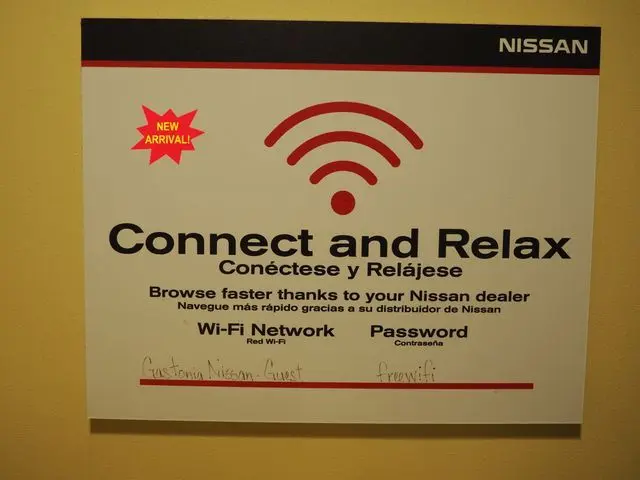 NISSAN
NEW
ARRIVAL!
Connect and Relax
Conéctese y Relájese
Browse faster thanks to your Nissan dealer
Navegue más rápido gracias a su distribuidor de Nissan
Wi-Fi Network Password
Red Wi-Fi Contraseña
Gastonia Nissan-Guest freewifi